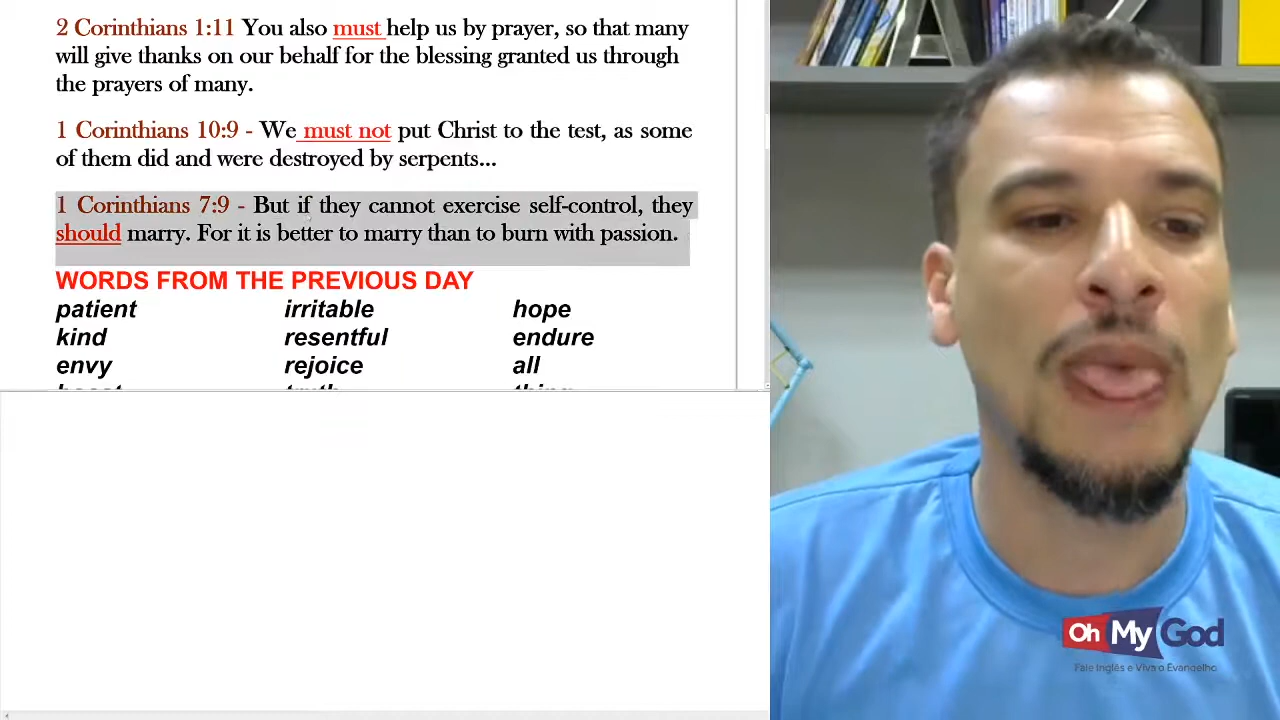 2 Corinthians 1:11 You also must help us by prayer, so that many
will give thanks on our behalf for the blessing granted us through
the prayers of many.
1 Corinthians 10:9 - We must not put Christ to the test, as some
of them did and were destroyed by serpents...
1 Corinthians 7:9 - But if they cannot exercise self-control, they
should marry. For it is better to marry than to burn with passion.
WORDS FROM THE PREVIOUS DAY
patient irritable hope
kind resentful endure
envy rejoice all
boast truth thing
Oh My God
Fale Inglês e Viva o Evangelho